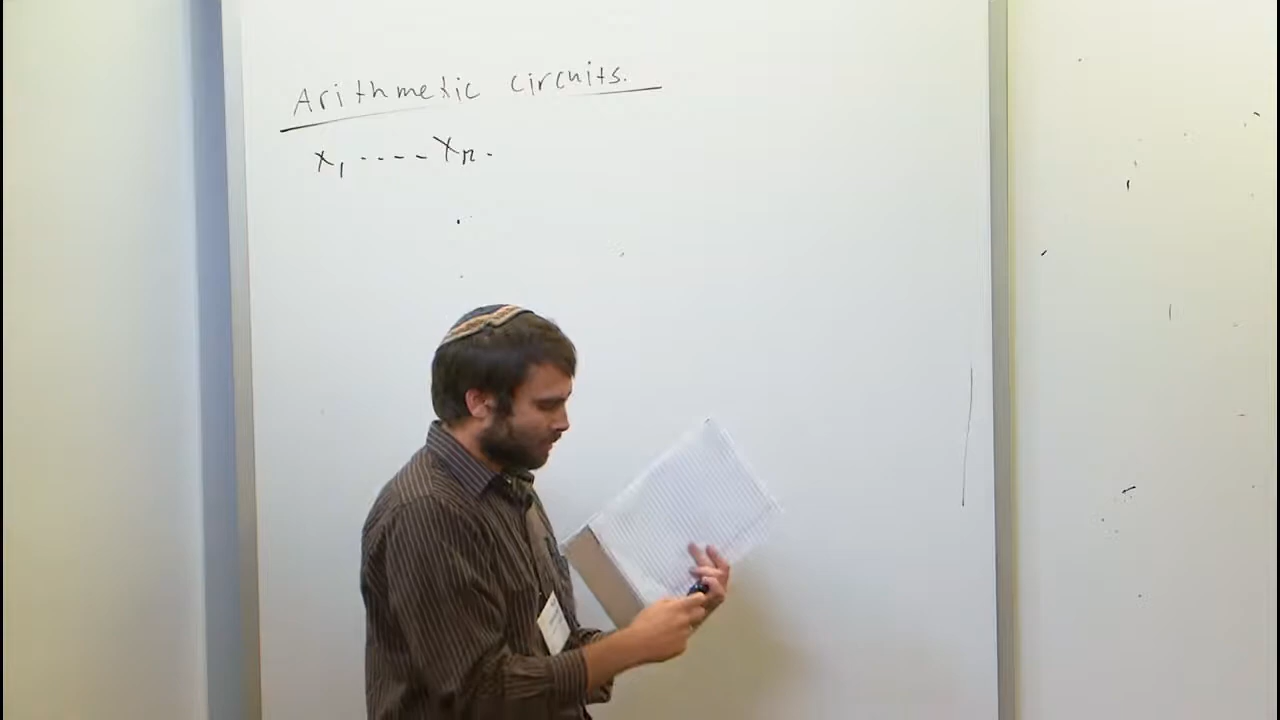 Arithmetic circuits.
x₁ ---- xₙ.